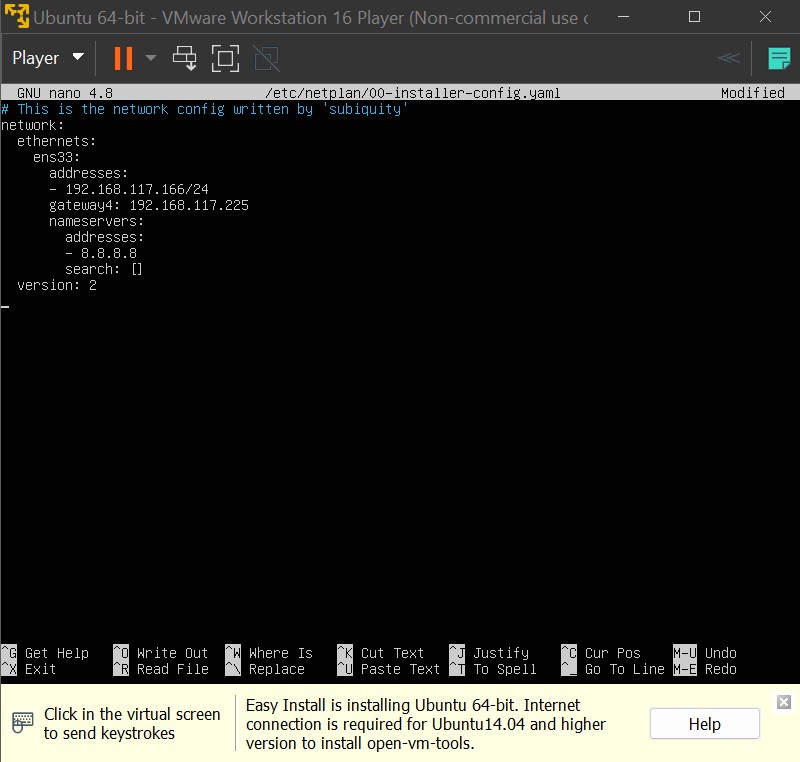 Ubuntu 64-bit - VMware Workstation 16 Player (Non-commercial use o
Player
GNU nano 4.8 /etc/netplan/00-installer-config.yaml Modified
# This is the network config written by 'subiquity'
network:
  ethernets:
    ens33:
      addresses:
      - 192.168.117.166/24
      gateway4: 192.168.117.225
      nameservers:
        addresses:
        - 8.8.8.8
        search: []
  version: 2
^G Get Help ^O Write Out ^W Where Is ^K Cut Text ^J Justify ^C Cur Pos M-U Undo
^X Exit ^R Read File ^\ Replace ^U Paste Text ^T To Spell ^_ Go To Line M-E Redo
Click in the virtual screen
to send keystrokes
Easy Install is installing Ubuntu 64-bit. Internet
connection is required for Ubuntu14.04 and higher
version to install open-vm-tools.
Help